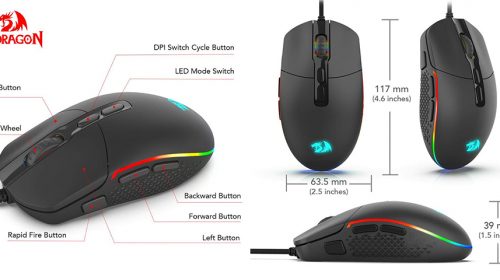 DRAGON
DPI Switch Cycle Button
LED Mode Switch
Button
Wheel
Backward Button
Forward Button
Rapid Fire Button
Left Button
117 mm
(4.6 inches)
63.5 mm
(2.5 inches)
39 m
(1.5 in